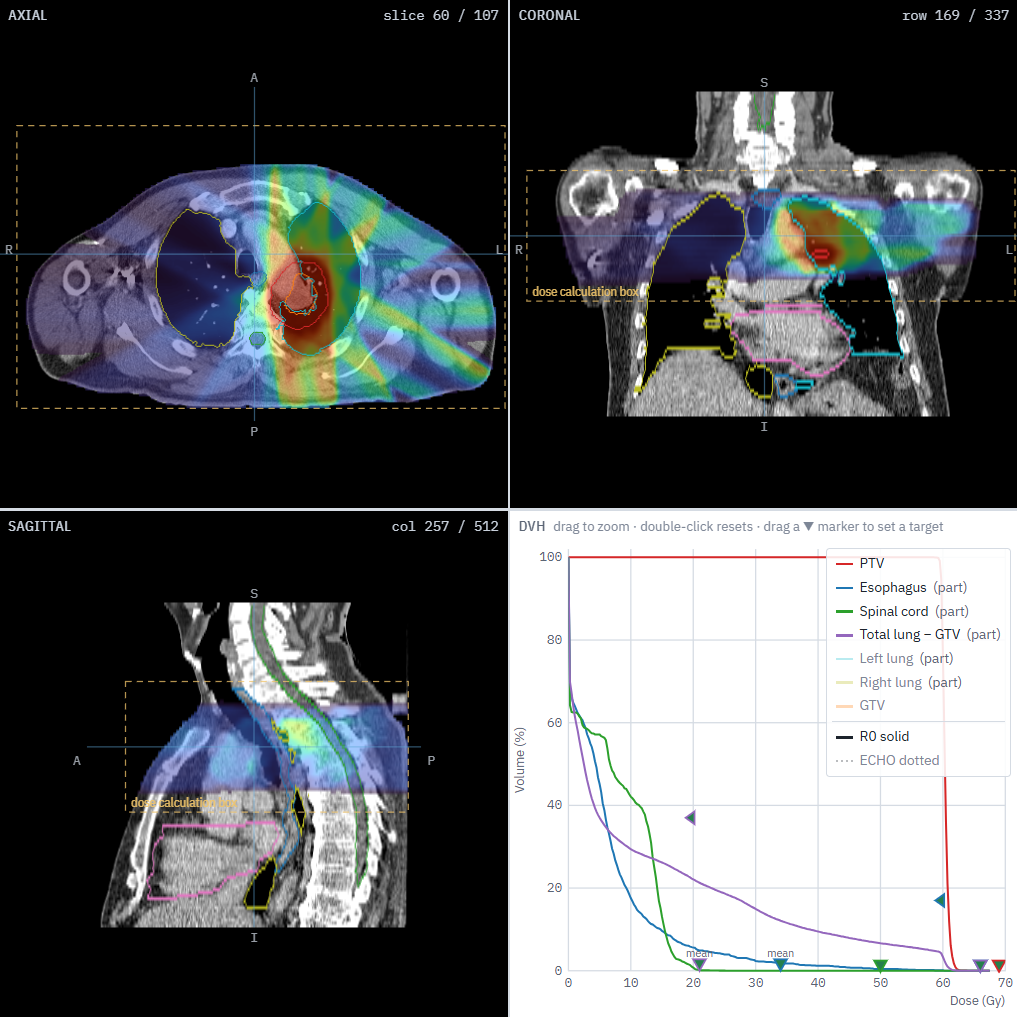 AXIAL
slice 60 / 107
A
R
L
P
CORONAL
row 169 / 337
S
R
L
dose calculation box
I
SAGITTAL
col 257 / 512
S
A
P
dose calculation box
I
DVH drag to zoom · double-click resets · drag a ▼ marker to set a target
PTV
Esophagus (part)
Spinal cord (part)
Total lung − GTV (part)
Left lung (part)
Right lung (part)
GTV
R0 solid
ECHO dotted
Volume (%)
100
80
60
40
20
0
mean
mean
0 10 20 30 40 50 60 70
Dose (Gy)